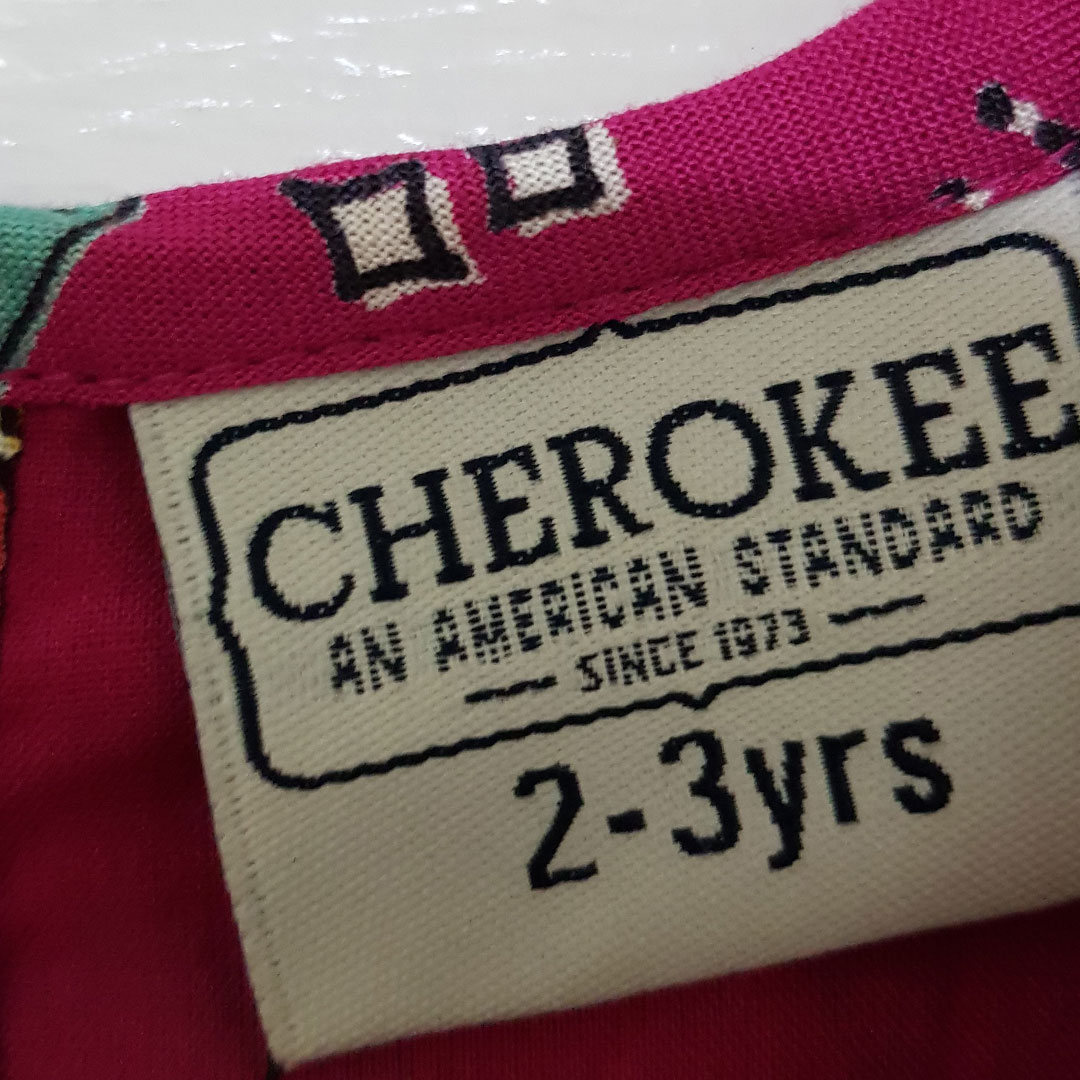 CHEROKEE
AN AMERICAN STANDARD
SINCE 1973
2-3yrs